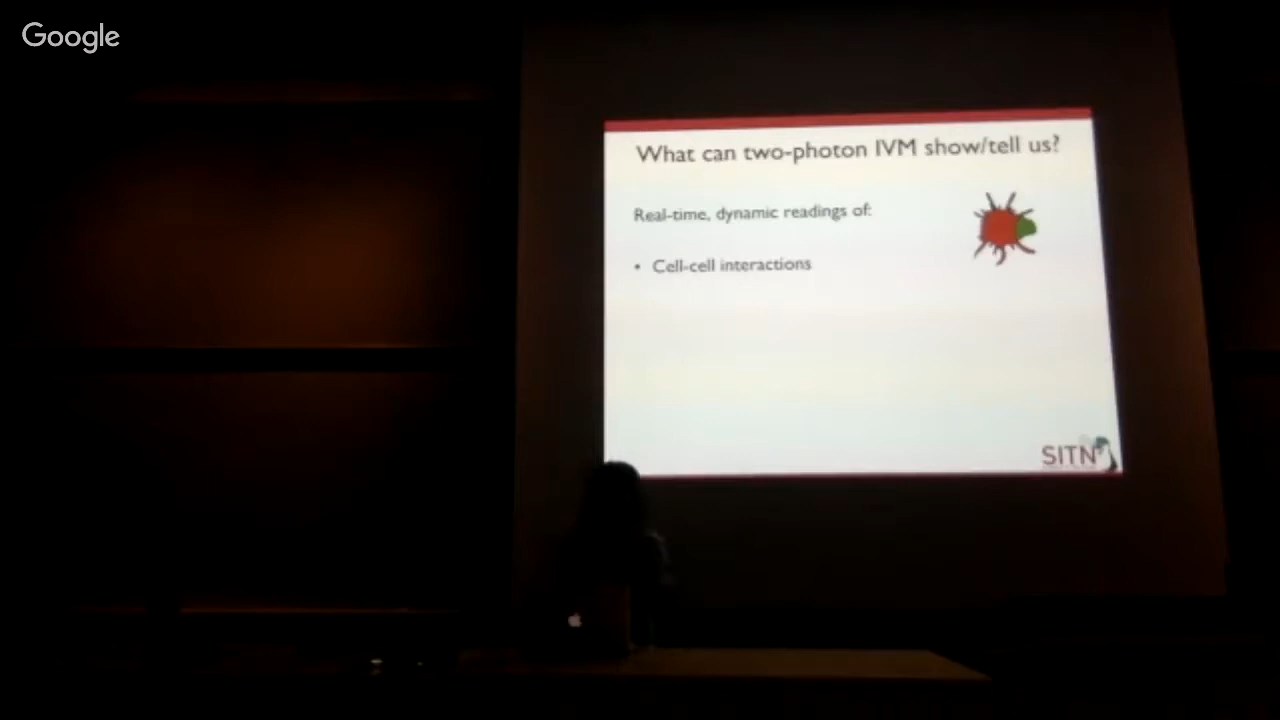 Google
What can two-photon IVM show/tell us?
Real-time, dynamic readings of:
• Cell-cell interactions
SITN